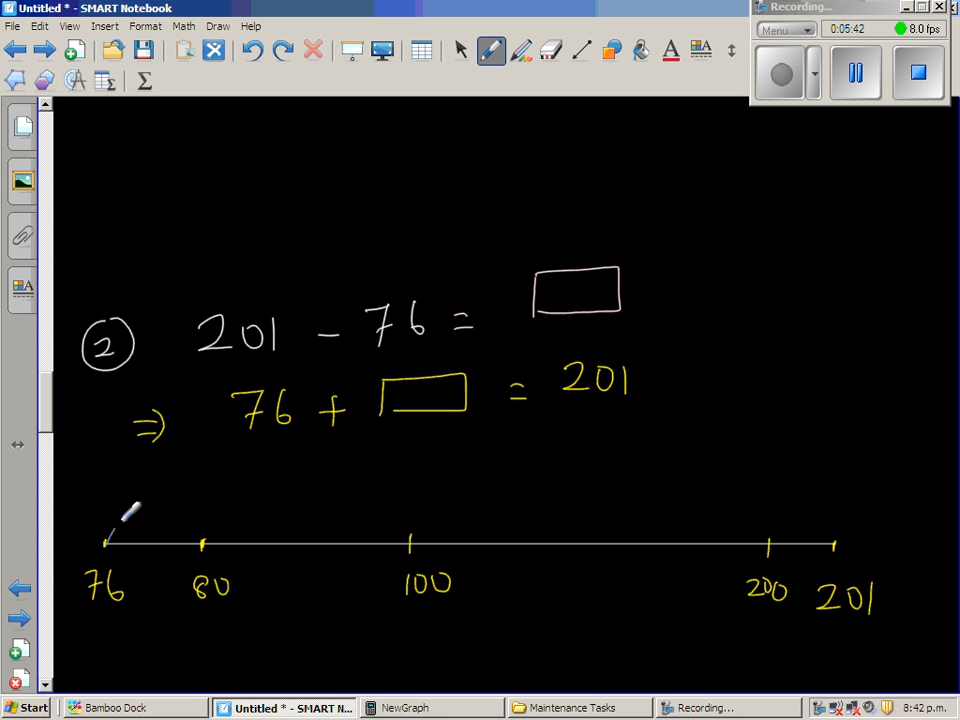 Untitled * - SMART Notebook
Recording...
File Edit View Insert Format Math Draw Help
Menu 0:05:42 8.0 fps
② 201 - 76 =
⇒ 76 + □ = 201
76 80 100 200 201
Start Bamboo Dock Untitled * - SMART N... NewGraph Maintenance Tasks Recording... 8:42 p.m.